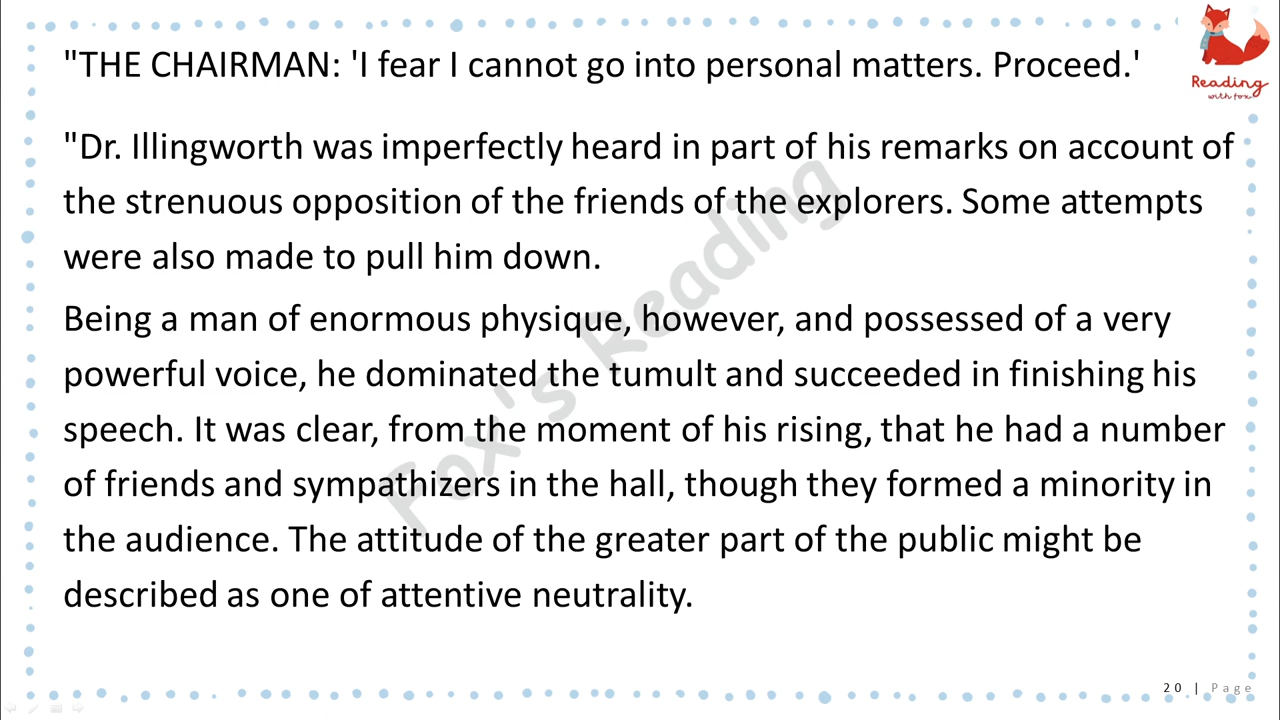 "THE CHAIRMAN: 'I fear I cannot go into personal matters. Proceed.'
"Dr. Illingworth was imperfectly heard in part of his remarks on account of
the strenuous opposition of the friends of the explorers. Some attempts
were also made to pull him down.
Being a man of enormous physique, however, and possessed of a very
powerful voice, he dominated the tumult and succeeded in finishing his
speech. It was clear, from the moment of his rising, that he had a number
of friends and sympathizers in the hall, though they formed a minority in
the audience. The attitude of the greater part of the public might be
described as one of attentive neutrality.
Reading
with fox
Fox's Reading
20 | Page